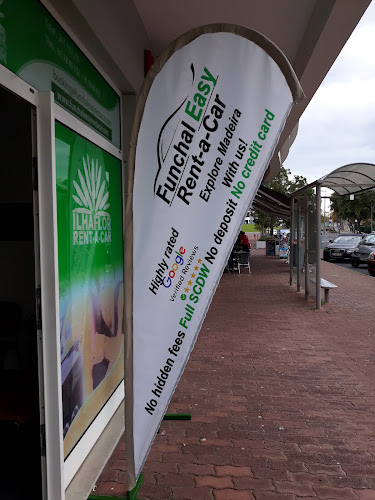 Funchal Easy
Rent-a-Car
Explore Madeira
With us!
Highly rated
Google
Verified Reviews
No hidden fees Full SCDW No deposit No credit card
ILHAFLOR
RENT-A-CAR